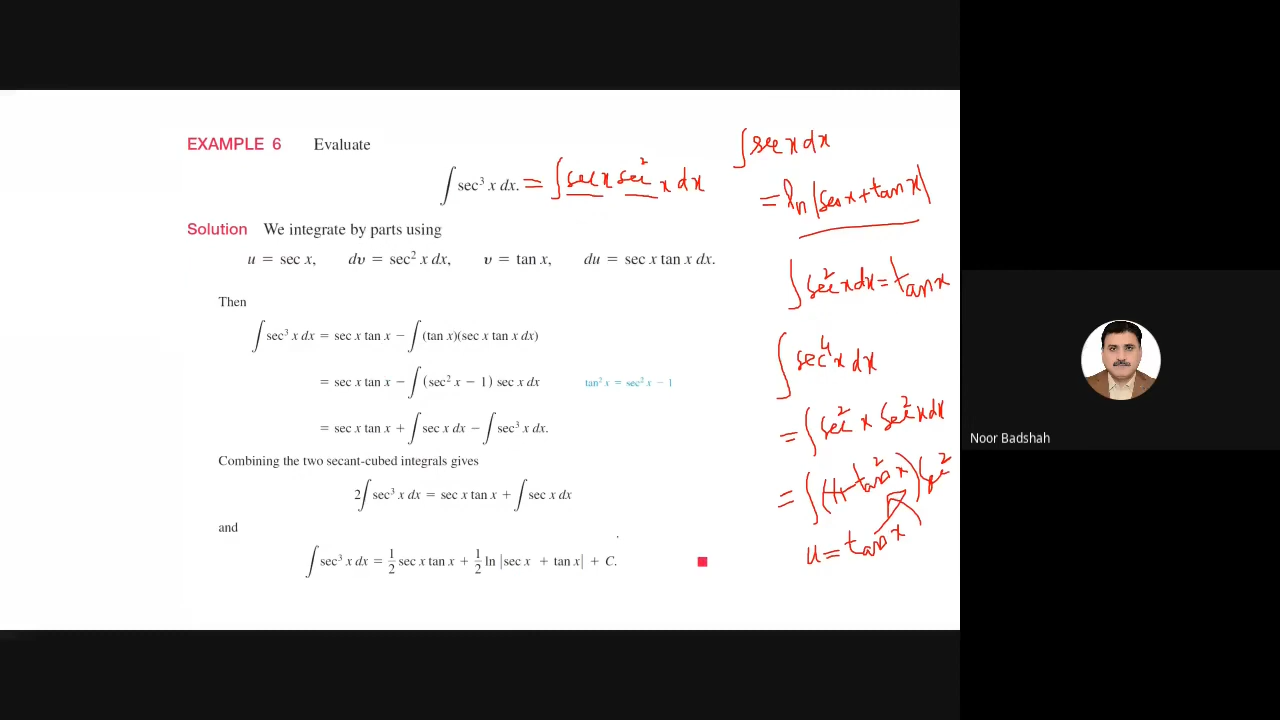 EXAMPLE 6 Evaluate
∫ sec³ x dx. = ∫ sec x sec² x dx
Solution We integrate by parts using
u = sec x, dv = sec² x dx, v = tan x, du = sec x tan x dx.
Then
∫ sec³ x dx = sec x tan x − ∫ (tan x)(sec x tan x dx)
= sec x tan x − ∫ (sec² x − 1) sec x dx tan² x = sec² x − 1
= sec x tan x + ∫ sec x dx − ∫ sec³ x dx.
Combining the two secant-cubed integrals gives
2∫ sec³ x dx = sec x tan x + ∫ sec x dx
and
∫ sec³ x dx = 1/2 sec x tan x + 1/2 ln |sec x + tan x| + C.
∫ sec x dx
= ln |sec x + tan x|
∫ sec² x dx = tan x
∫ sec⁴ x dx
= ∫ sec² x sec² x dx
= ∫ (1 + tan² x) sec²
u = tan x
Noor Badshah